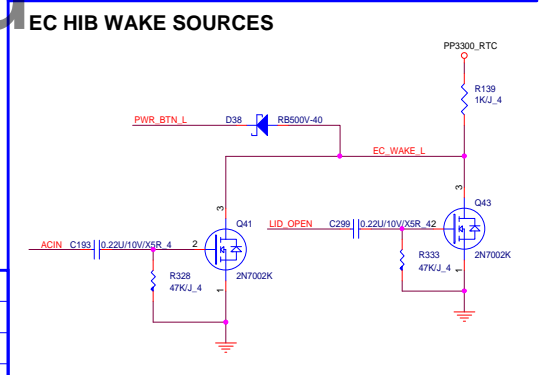 EC HIB WAKE SOURCES
PP3300_RTC
R139
1K/J_4
PWR_BTN_L
D38
RB500V-40
EC_WAKE_L
3
3
Q41
LID_OPEN
C299
0.22U/10V/X5R_4
2
Q43
ACIN
C193
0.22U/10V/X5R_4
2
2N7002K
R333
47K/J_4
1
R328
47K/J_4
2N7002K
1